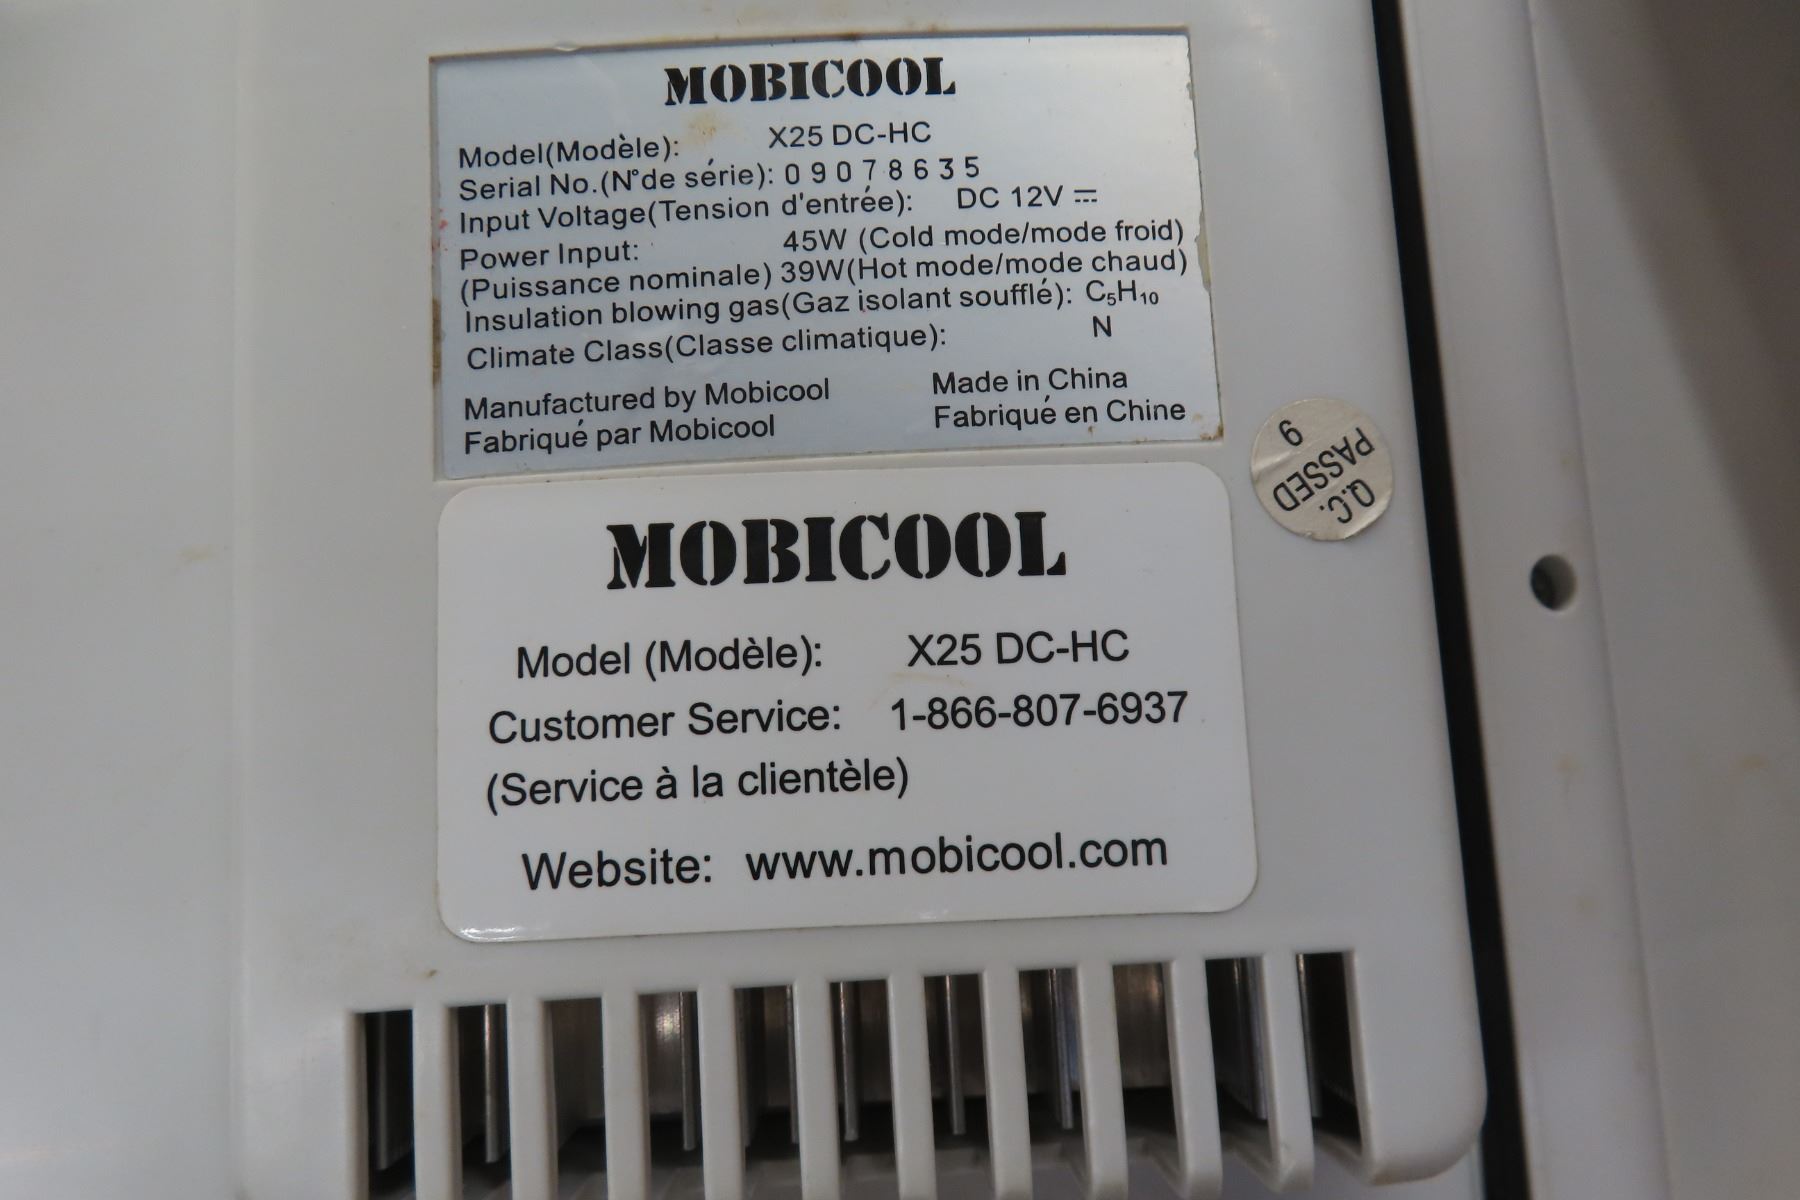 MOBICOOL
Model(Modèle): X25 DC-HC
Serial No.(N°de série): 09078635
Input Voltage(Tension d'entrée): DC 12V ⎓
Power Input: 45W (Cold mode/mode froid)
(Puissance nominale) 39W(Hot mode/mode chaud)
Insulation blowing gas(Gaz isolant soufflé): C₅H₁₀
Climate Class(Classe climatique): N
Manufactured by Mobicool Made in China
Fabriqué par Mobicool Fabriqué en Chine
Q.C.
PASSED
9
MOBICOOL
Model (Modèle): X25 DC-HC
Customer Service: 1-866-807-6937
(Service à la clientèle)
Website: www.mobicool.com